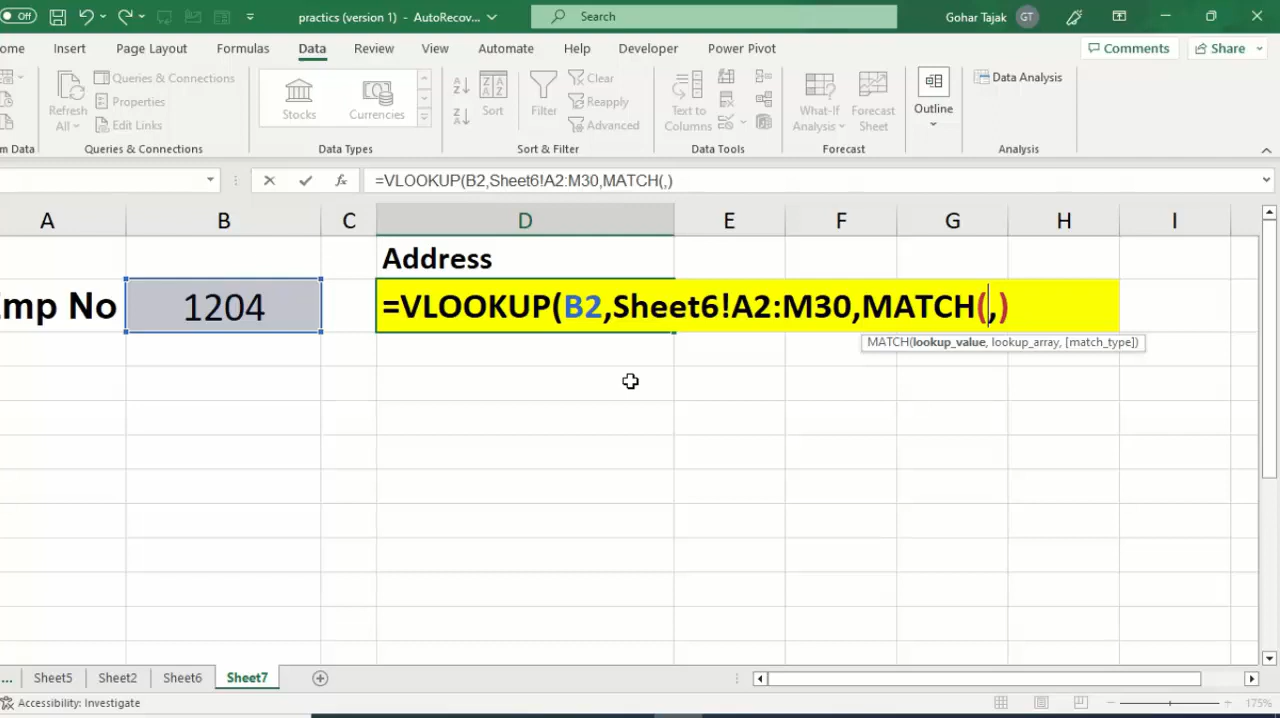 Off
practics (version 1) - AutoRecov...
Search
Gohar Tajak GT
ome Insert Page Layout Formulas Data Review View Automate Help Developer Power Pivot Comments Share
Refresh All
Queries & Connections
Properties
Edit Links
Stocks
Currencies
Sort
Filter
Clear
Reapply
Advanced
Text to Columns
What-If Analysis
Forecast Sheet
Outline
Data Analysis
m Data Queries & Connections Data Types Sort & Filter Data Tools Forecast Analysis
fx =VLOOKUP(B2,Sheet6!A2:M30,MATCH(,)
A B C D E F G H I
Address
Emp No 1204 =VLOOKUP(B2,Sheet6!A2:M30,MATCH(,)
MATCH(lookup_value, lookup_array, [match_type])
... Sheet5 Sheet2 Sheet6 Sheet7
Accessibility: Investigate 175%